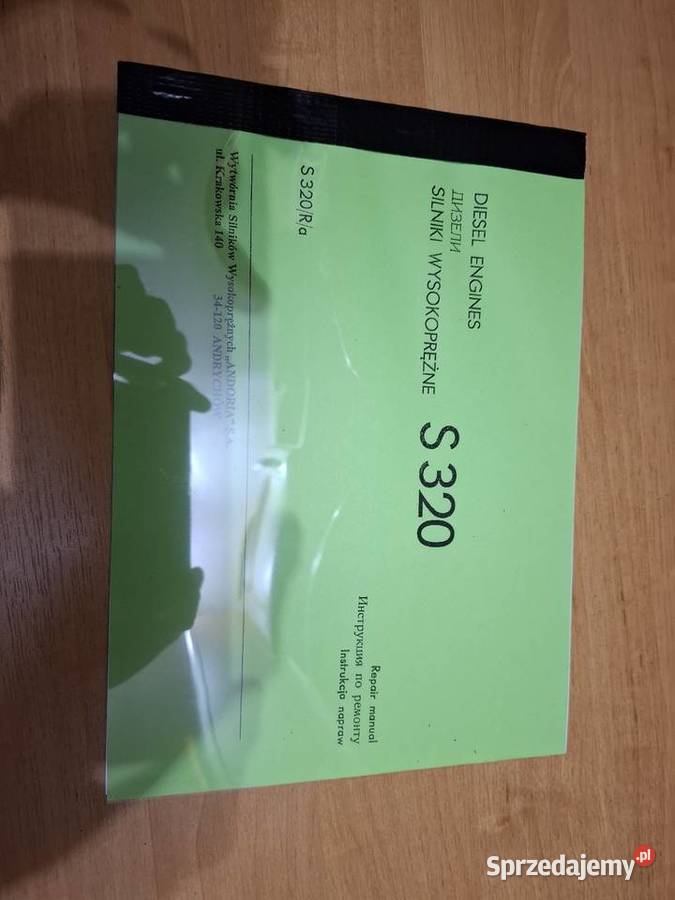 DIESEL ENGINES
ДИЗЕЛИ
SILNIKI WYSOKOPRĘŻNE
S 320
Repair manual
Инструкция по ремонту
Instrukcja napraw
S 320/R/a
Wytwórnia Silników Wysokoprężnych „ANDORIA” S.A.
ul. Krakowska 140
34-120 ANDRYCHÓW
Sprzedajemy.pl